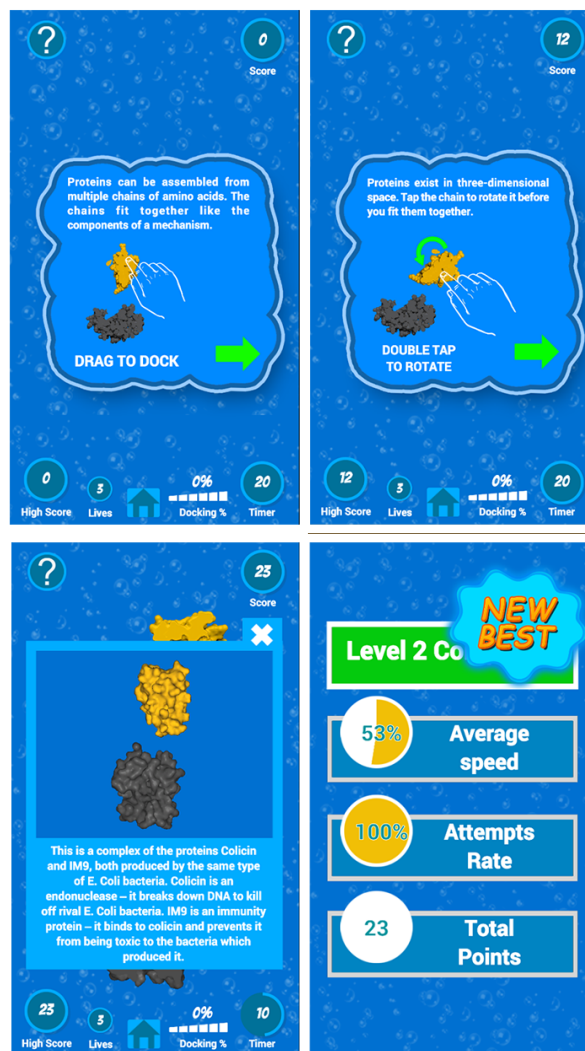 ?
0
Score
Proteins can be assembled from
multiple chains of amino acids. The
chains fit together like the
components of a mechanism.
DRAG TO DOCK
0
High Score
3
Lives
0%
Docking %
20
Timer
?
12
Score
Proteins exist in three-dimensional
space. Tap the chain to rotate it before
you fit them together.
DOUBLE TAP
TO ROTATE
12
High Score
3
Lives
0%
Docking %
20
Timer
?
23
Score
This is a complex of the proteins Colicin
and IM9, both produced by the same type
of E. Coli bacteria. Colicin is an
endonuclease – it breaks down DNA to kill
off rival E. Coli bacteria. IM9 is an immunity
protein – it binds to colicin and prevents it
from being toxic to the bacteria which
produced it.
23
High Score
3
Lives
0%
Docking %
10
Timer
NEW
BEST
Level 2 Co
53%
Average
speed
100%
Attempts
Rate
23
Total
Points